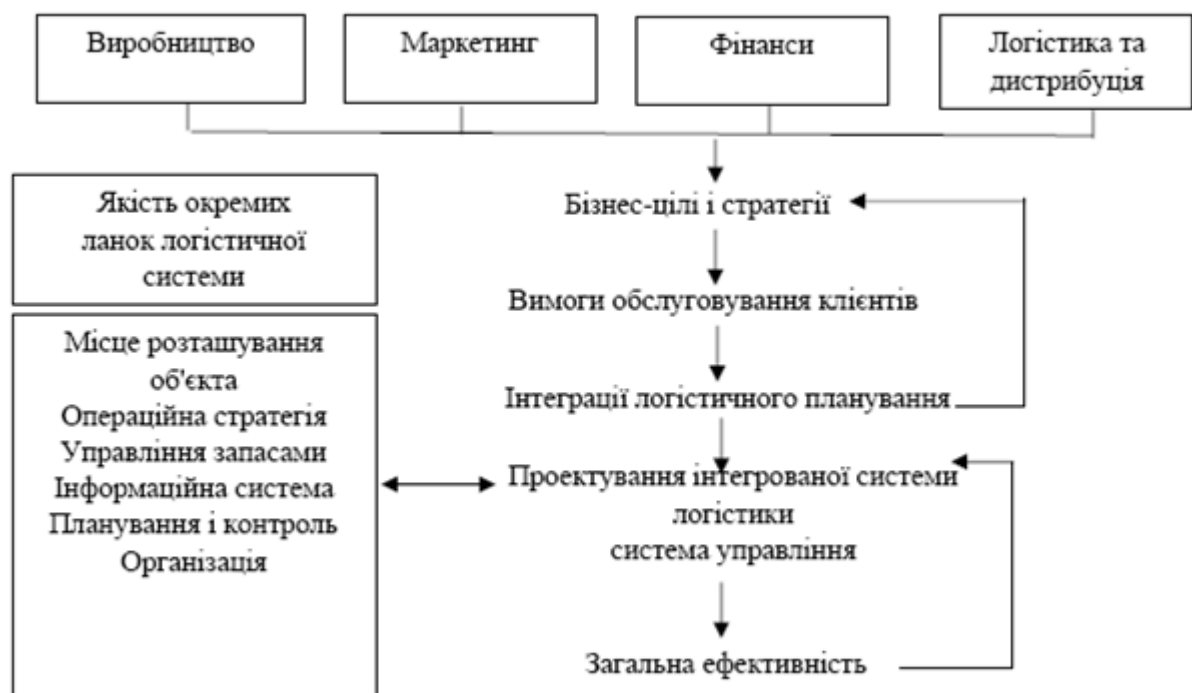 Виробництво
Маркетинг
Фінанси
Логістика та
дистрибуція
Якість окремих
ланок логістичної
системи
Місце розташування
об'єкта
Операційна стратегія
Управління запасами
Інформаційна система
Планування і контроль
Організація
Бізнес-цілі і стратегії
Вимоги обслуговування клієнтів
Інтеграції логістичного планування
Проектування інтегрованої системи
логістики
система управління
Загальна ефективність